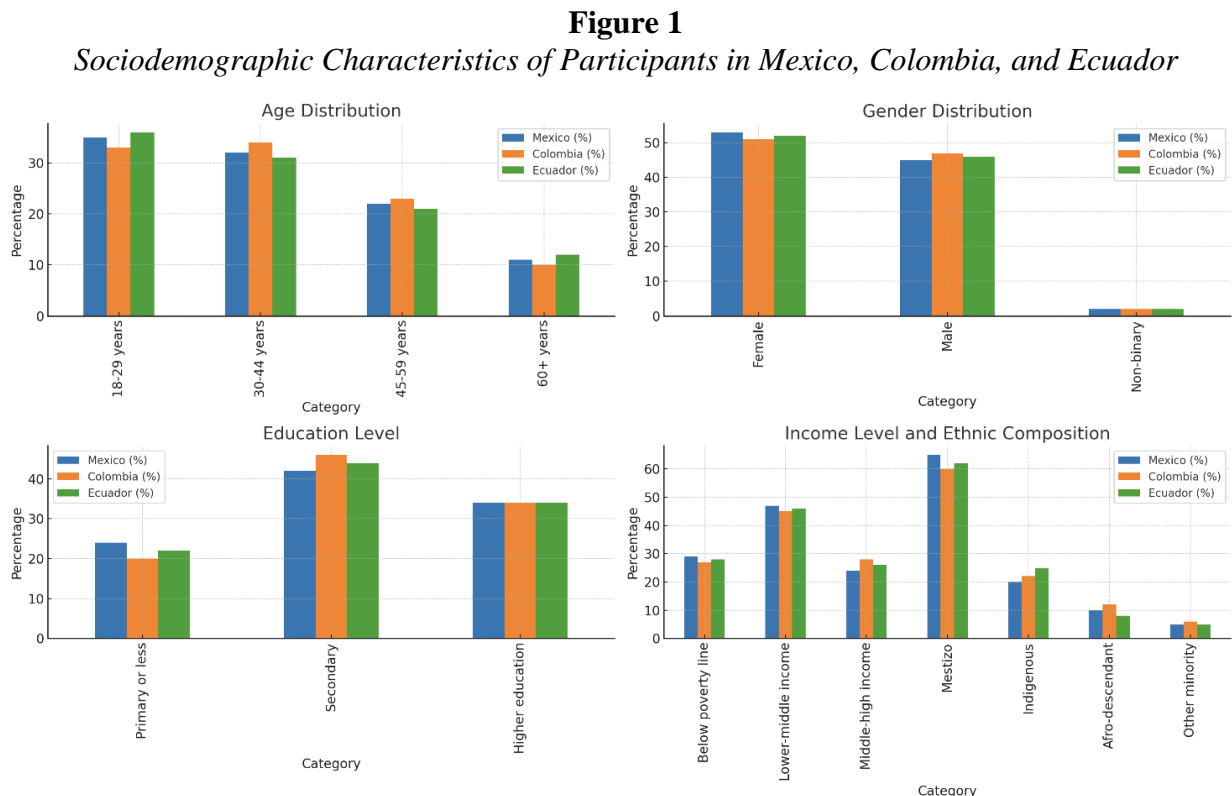 Figure 1
Sociodemographic Characteristics of Participants in Mexico, Colombia, and Ecuador
Age Distribution
Mexico (%)
Colombia (%)
Ecuador (%)
Percentage
30
20
10
0
18-29 years
30-44 years
45-59 years
60+ years
Category
Gender Distribution
Mexico (%)
Colombia (%)
Ecuador (%)
Percentage
50
40
30
20
10
0
Female
Male
Non-binary
Category
Education Level
Mexico (%)
Colombia (%)
Ecuador (%)
Percentage
40
30
20
10
0
Primary or less
Secondary
Higher education
Category
Income Level and Ethnic Composition
Mexico (%)
Colombia (%)
Ecuador (%)
Percentage
60
50
40
30
20
10
0
Below poverty line
Lower-middle income
Middle-high income
Mestizo
Indigenous
Afro-descendant
Other minority
Category